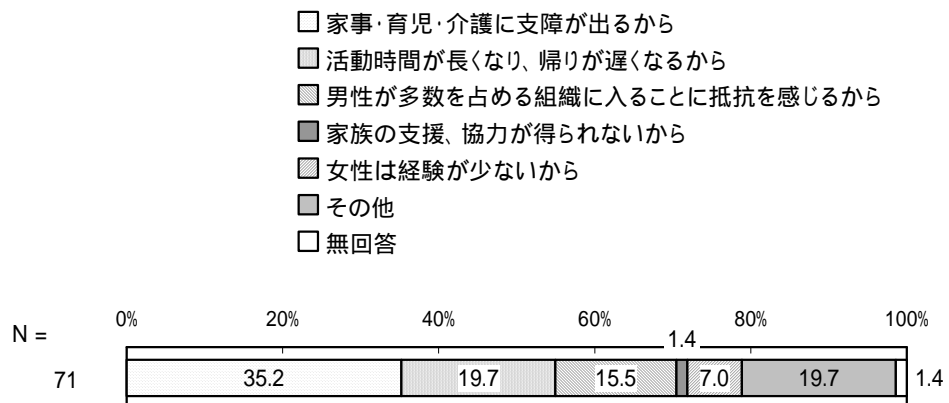 家事・育児・介護に支障が出るから
活動時間が長くなり、帰りが遅くなるから
男性が多数を占める組織に入ることに抵抗を感じるから
家族の支援、協力が得られないから
女性は経験が少ないから
その他
無回答
N =
0% 20% 40% 60% 80% 100%
1.4
71 35.2 19.7 15.5 7.0 19.7 1.4